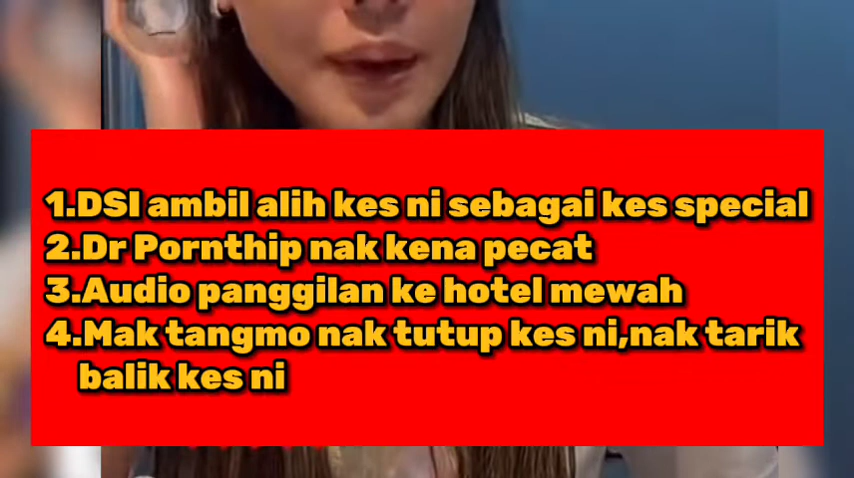 1.DSI ambil alih kes ni sebagai kes special
2.Dr Pornthip nak kena pecat
3.Audio panggilan ke hotel mewah
4.Mak tangmo nak tutup kes ni,nak tarik
balik kes ni